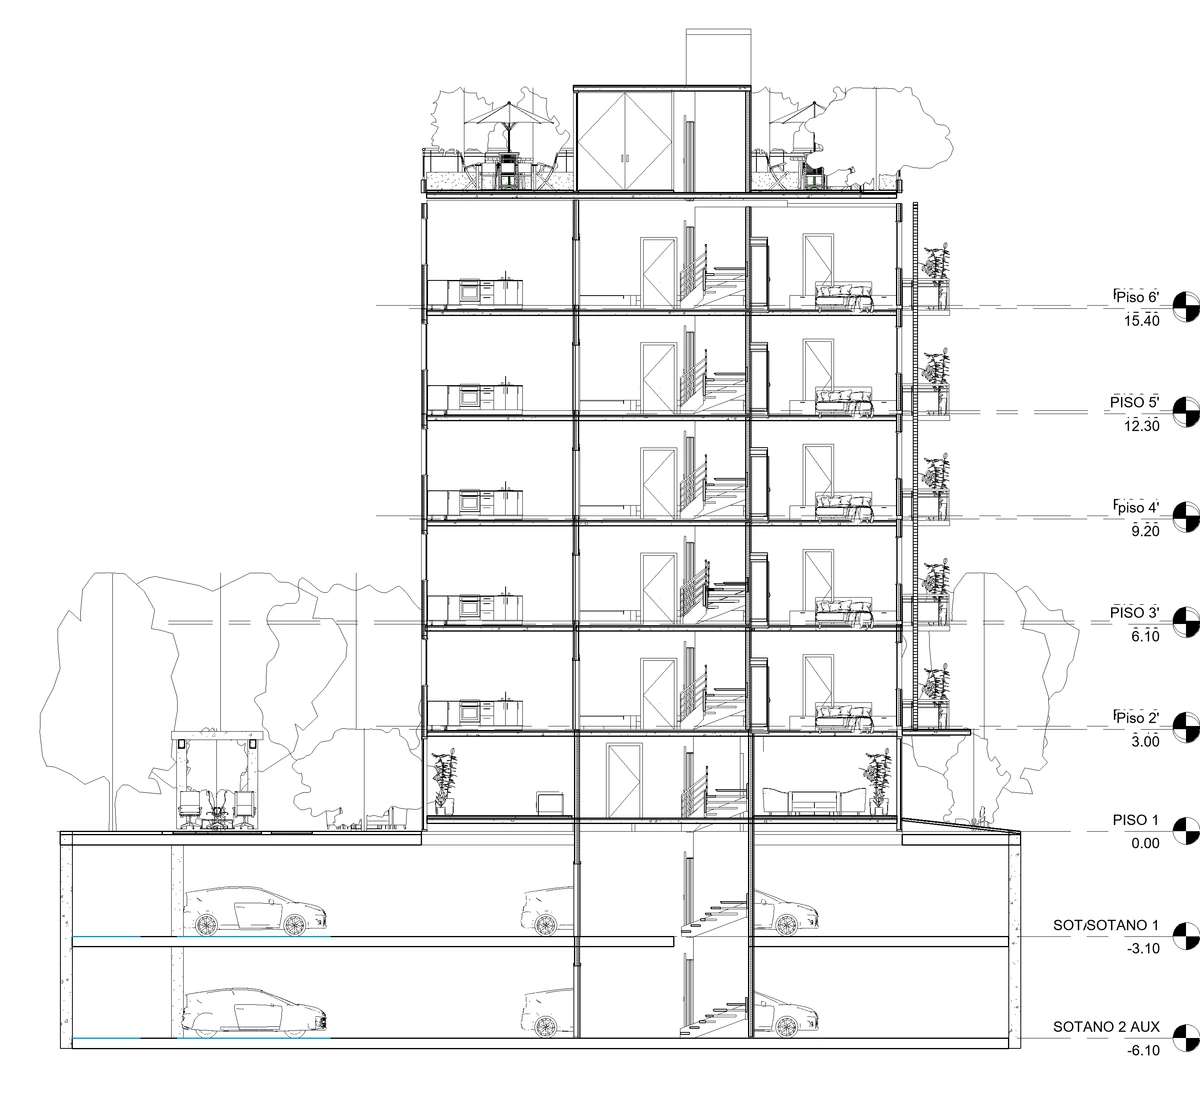 Piso 6'
15.40
PISO 5'
12.30
piso 4'
9.20
PISO 3'
6.10
Piso 2'
3.00
PISO 1
0.00
SOT/SOTANO 1
-3.10
SOTANO 2 AUX
-6.10